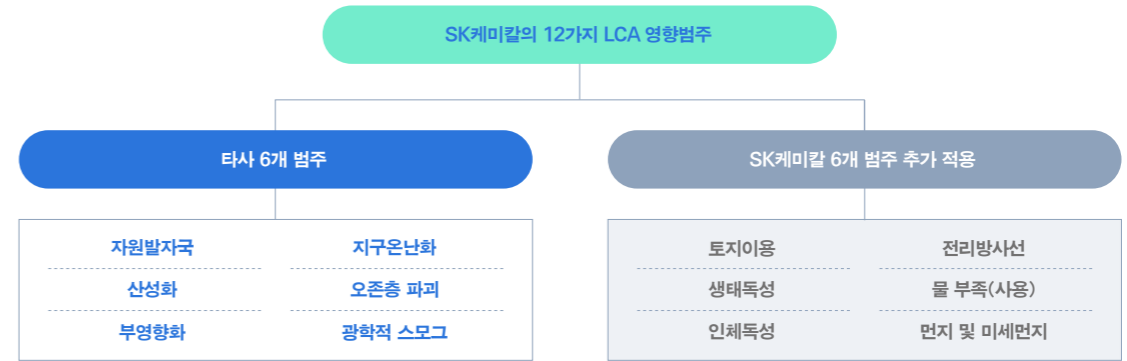 SK케미칼의 12가지 LCA 영향범주
타사 6개 범주
SK케미칼 6개 범주 추가 적용
자원발자국 지구온난화
산성화 오존층 파괴
부영향화 광학적 스모그
토지이용 전리방사선
생태독성 물 부족(사용)
인체독성 먼지 및 미세먼지